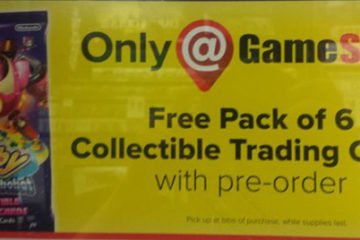 Nintendo
Only @ GameS
Free Pack of 6
Collectible Trading C
with pre-order
Pick up at time of purchase, while supplies last.